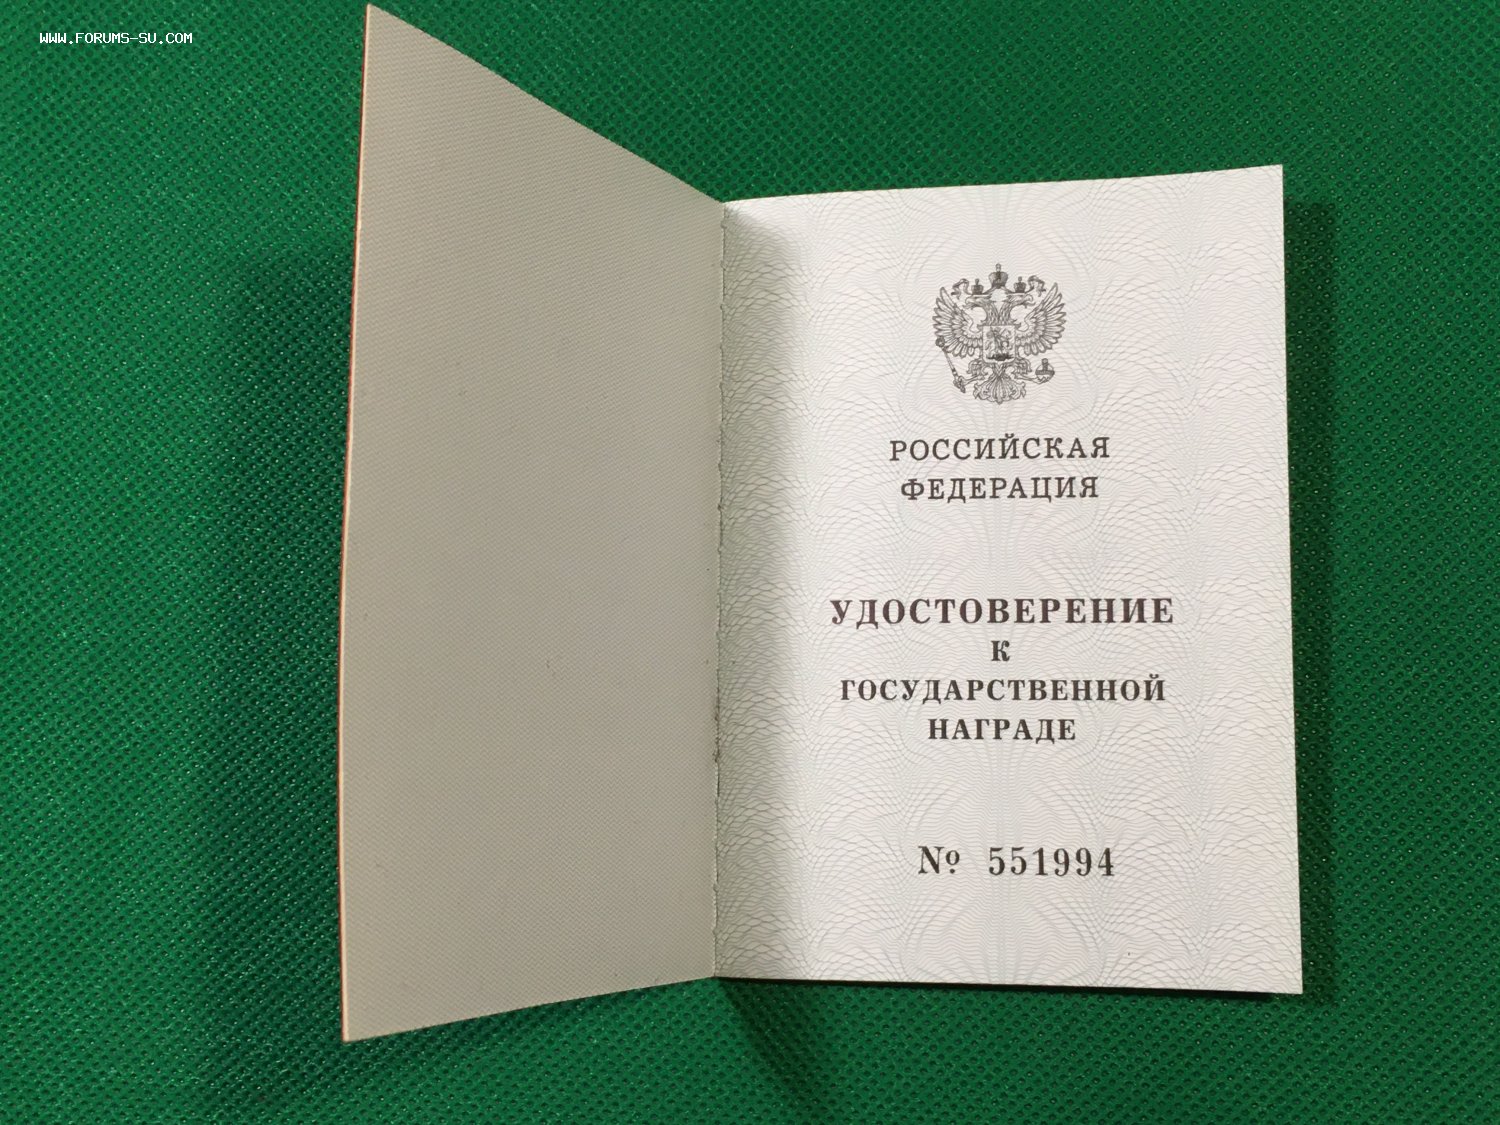 WWW.FORUMS-SU.COM
РОССИЙСКАЯ
ФЕДЕРАЦИЯ
УДОСТОВЕРЕНИЕ
К
ГОСУДАРСТВЕННОЙ
НАГРАДЕ
№ 551994